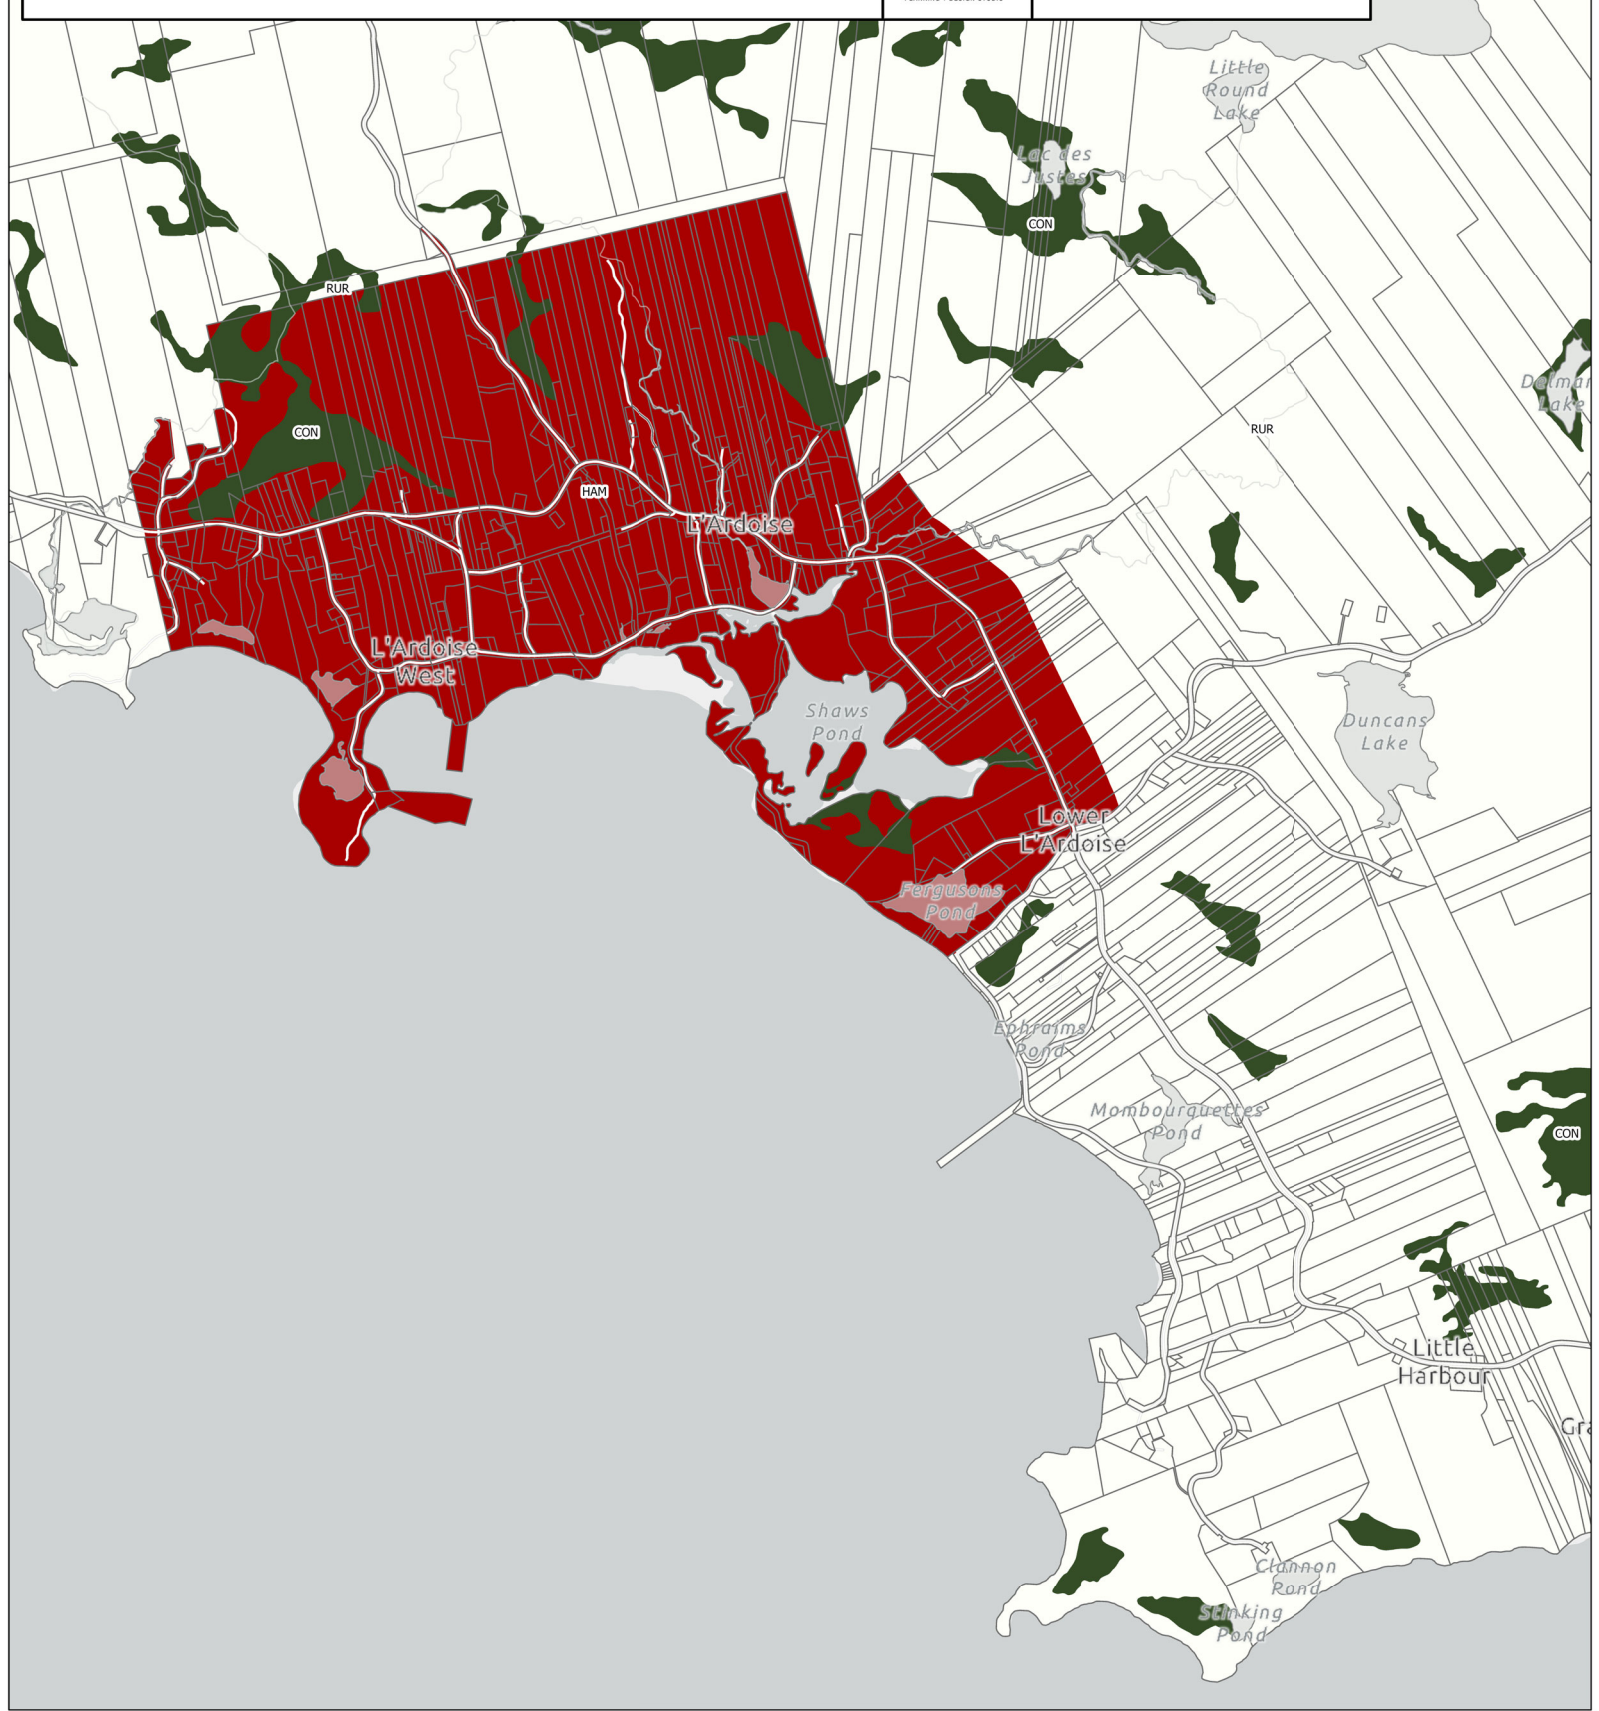 Little
Round
Lake
Lac des
Justes
CON
RUR
Delmar
Lake
RUR
CON
HAM
L'Ardoise
L'Ardoise
West
Shaws
Pond
Duncans
Lake
Lower
L'Ardoise
Fergusons
Pond
Ephraims
Pond
Mombourquettes
Pond
CON
Little
Harbour
Gra
Clannon
Pond
Stinking
Pond